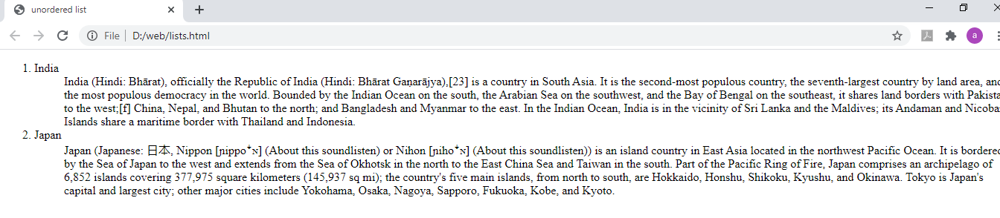 unordered list
File D:/web/lists.html
a
1. India
India (Hindi: Bhārat), officially the Republic of India (Hindi: Bhārat Gaṇarājya),[23] is a country in South Asia. It is the second-most populous country, the seventh-largest country by land area, and
the most populous democracy in the world. Bounded by the Indian Ocean on the south, the Arabian Sea on the southwest, and the Bay of Bengal on the southeast, it shares land borders with Pakista
to the west;[f] China, Nepal, and Bhutan to the north; and Bangladesh and Myanmar to the east. In the Indian Ocean, India is in the vicinity of Sri Lanka and the Maldives; its Andaman and Nicoba
Islands share a maritime border with Thailand and Indonesia.
2. Japan
Japan (Japanese: 日本, Nippon [ɲippoꜜɴ] (About this soundlisten) or Nihon [ɲihoꜜɴ] (About this soundlisten)) is an island country in East Asia located in the northwest Pacific Ocean. It is bordere
by the Sea of Japan to the west and extends from the Sea of Okhotsk in the north to the East China Sea and Taiwan in the south. Part of the Pacific Ring of Fire, Japan comprises an archipelago of
6,852 islands covering 377,975 square kilometers (145,937 sq mi); the country's five main islands, from north to south, are Hokkaido, Honshu, Shikoku, Kyushu, and Okinawa. Tokyo is Japan's
capital and largest city; other major cities include Yokohama, Osaka, Nagoya, Sapporo, Fukuoka, Kobe, and Kyoto.